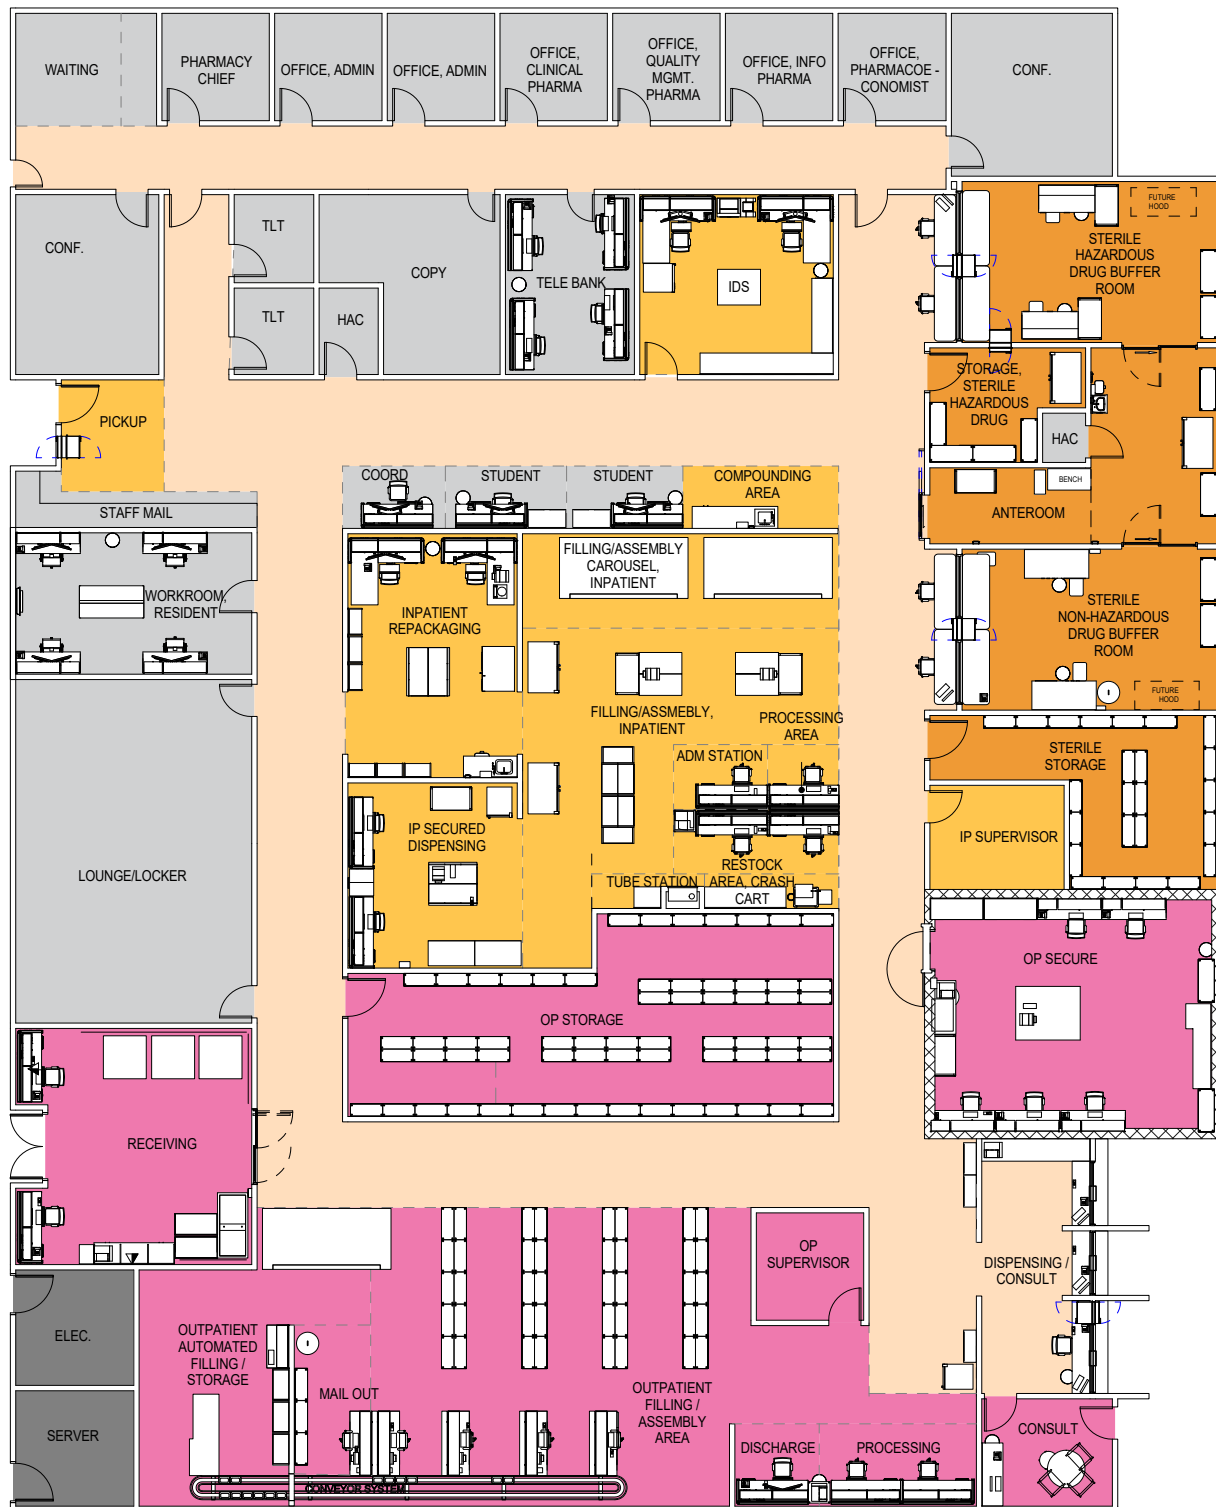 WAITING
PHARMACY
CHIEF
OFFICE, ADMIN
OFFICE, ADMIN
OFFICE,
CLINICAL
PHARMA
OFFICE,
QUALITY
MGMT.
PHARMA
OFFICE, INFO
PHARMA
OFFICE,
PHARMACOE -
CONOMIST
CONF.
CONF.
TLT
TLT
HAC
COPY
TELE BANK
IDS
FUTURE
HOOD
STERILE
HAZARDOUS
DRUG BUFFER
ROOM
STORAGE,
STERILE
HAZARDOUS
DRUG
HAC
BENCH
ANTEROOM
PICKUP
STAFF MAIL
COORD
STUDENT
STUDENT
COMPOUNDING
AREA
WORKROOM,
RESIDENT
INPATIENT
REPACKAGING
FILLING/ASSEMBLY
CAROUSEL,
INPATIENT
STERILE
NON-HAZARDOUS
DRUG BUFFER
ROOM
FUTURE
HOOD
FILLING/ASSMEBLY,
INPATIENT
PROCESSING
AREA
ADM STATION
STERILE
STORAGE
IP SECURED
DISPENSING
IP SUPERVISOR
LOUNGE/LOCKER
TUBE STATION
RESTOCK
AREA, CRASH
CART
OP SECURE
OP STORAGE
RECEIVING
OP
SUPERVISOR
DISPENSING /
CONSULT
ELEC.
OUTPATIENT
AUTOMATED
FILLING /
STORAGE
MAIL OUT
OUTPATIENT
FILLING /
ASSEMBLY
AREA
SERVER
DISCHARGE
PROCESSING
CONSULT
CONVEYOR SYSTEM